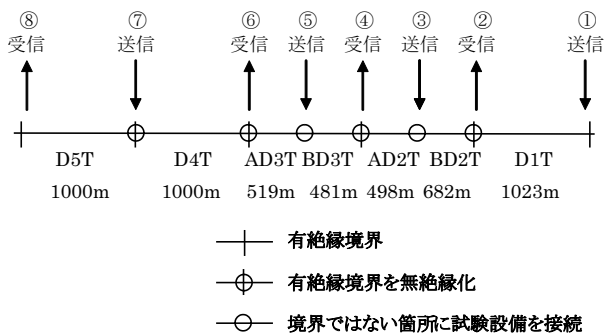 ⑧ ⑦ ⑥ ⑤ ④ ③ ② ①
受信 送信 受信 送信 受信 送信 受信 送信
D5T D4T AD3T BD3T AD2T BD2T D1T
1000m 1000m 519m 481m 498m 682m 1023m
有絶縁境界
有絶縁境界を無絶縁化
境界ではない箇所に試験設備を接続